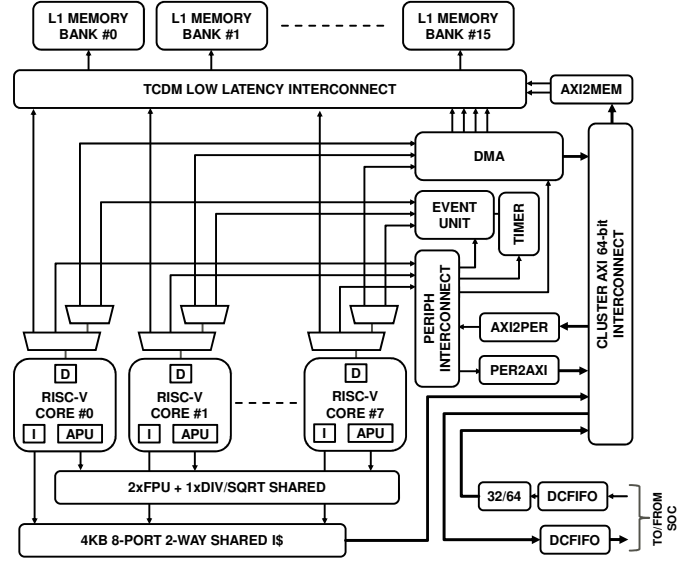 L1 MEMORY
BANK #0
L1 MEMORY
BANK #1
L1 MEMORY
BANK #15
TCDM LOW LATENCY INTERCONNECT
AXI2MEM
DMA
EVENT
UNIT
TIMER
CLUSTER AXI 64-bit
INTERCONNECT
PERIPH
INTERCONNECT
AXI2PER
PER2AXI
D
RISC-V
CORE #0
I
APU
D
RISC-V
CORE #1
I
APU
D
RISC-V
CORE #7
I
APU
2xFPU + 1xDIV/SQRT SHARED
32/64
DCFIFO
4KB 8-PORT 2-WAY SHARED I$
DCFIFO
TO/FROM
SOC